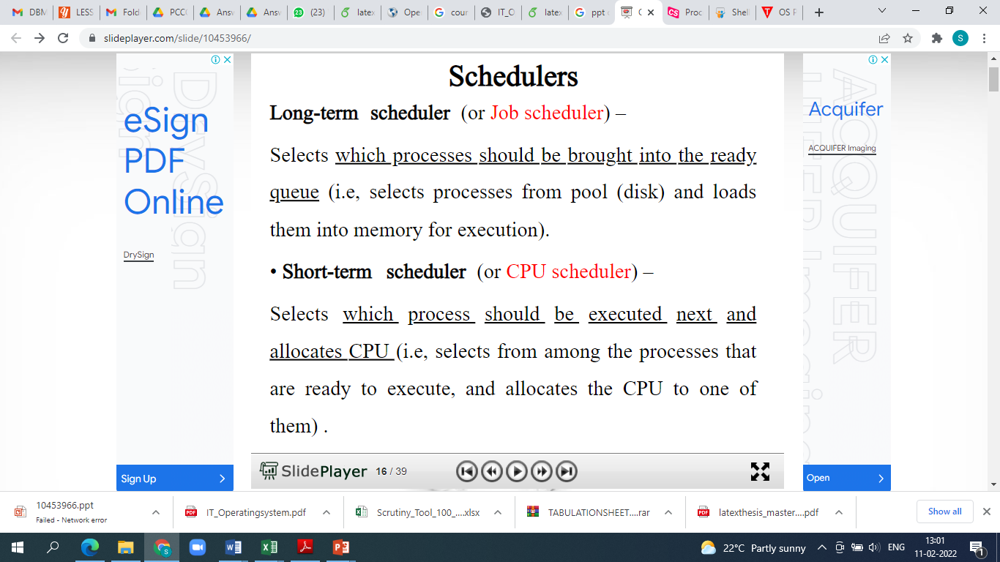 DBM
LESS
Fold
PCC
Answ
Answ
(23)
latex
Ope
cour
IT_O
latex
ppt
Proc
Shel
OS P
slideplayer.com/slide/10453966/
S
eSign
PDF
Online
DrySign
Sign Up
Schedulers
Long-term scheduler (or Job scheduler) –
Selects which processes should be brought into the ready
queue (i.e, selects processes from pool (disk) and loads
them into memory for execution).
• Short-term scheduler (or CPU scheduler) –
Selects which process should be executed next and
allocates CPU (i.e, selects from among the processes that
are ready to execute, and allocates the CPU to one of
them) .
SlidePlayer 16 / 39
Acquifer
ACQUIFER Imaging
Open
10453966.ppt
Failed - Network error
IT_Operatingsystem.pdf
Scrutiny_Tool_100_....xlsx
TABULATIONSHEET....rar
latexthesis_master....pdf
Show all
22°C Partly sunny
ENG
13:01
11-02-2022
1